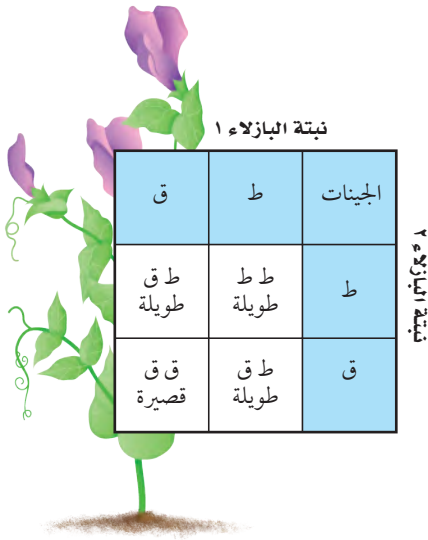 نبتة البازلاء ١
الجينات ط ق
نبتة البازلاء ٢
ط
ط ط
طويلة
ط ق
طويلة
ق
ط ق
طويلة
ق ق
قصيرة